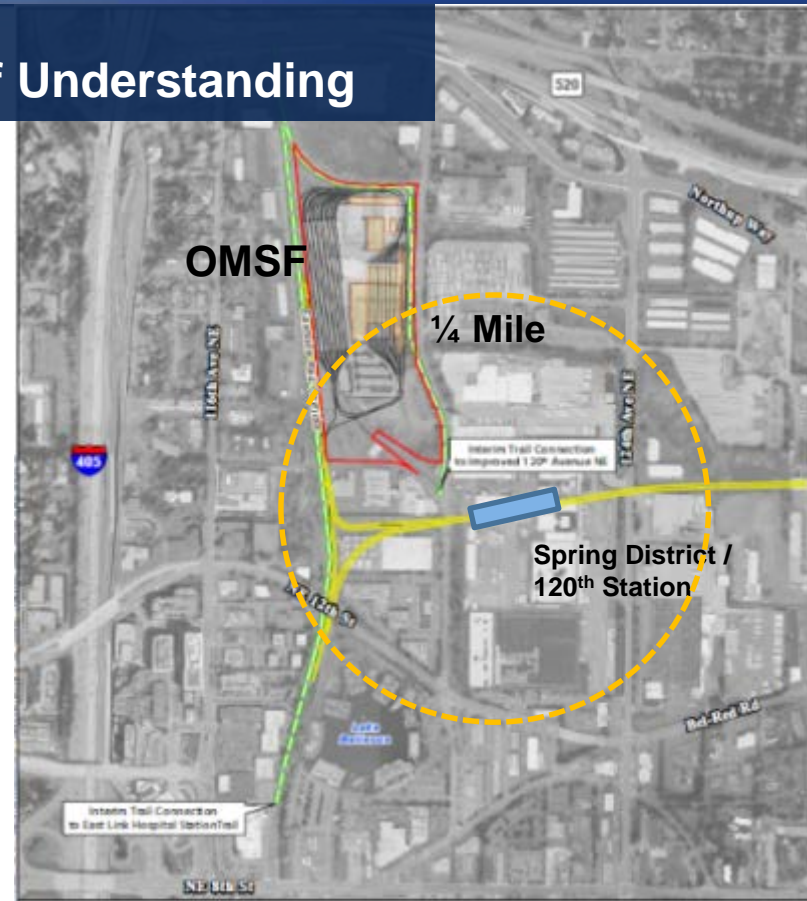 f Understanding
520
Northup Way
OMSF
¼ Mile
116th Ave NE
124th Ave NE
405
Interim Trail Connection
to Improved 120th Avenue NE
Spring District /
120th Station
NE 12th St
Lake
Bellevue
Bel-Red Rd
Interim Trail Connection
to East Link Hospital Station Trail
NE 8th St